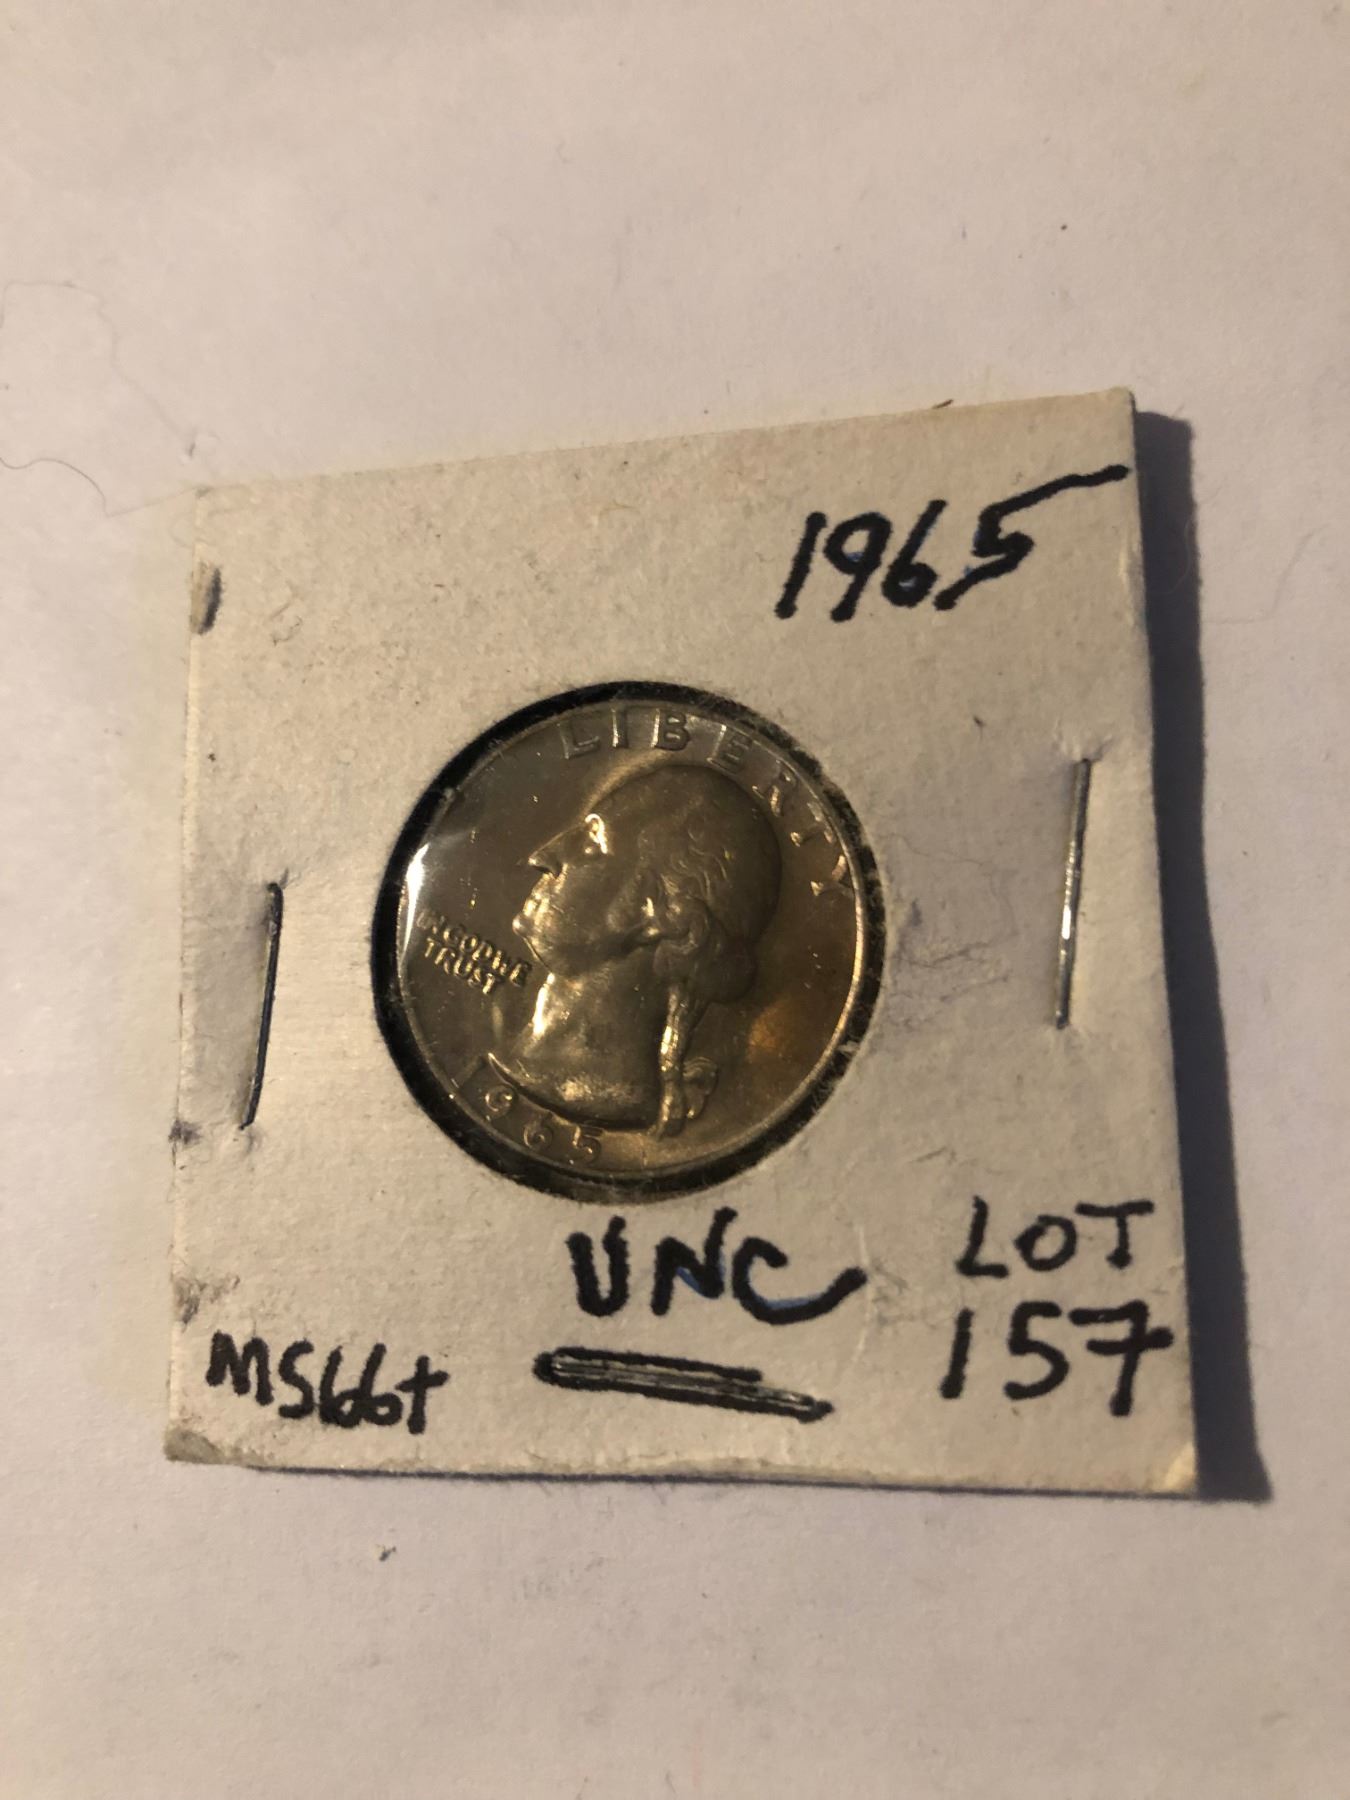 1965
LIBERTY
IN GOD WE
TRUST
1965
UNC
LOT
157
MS66+